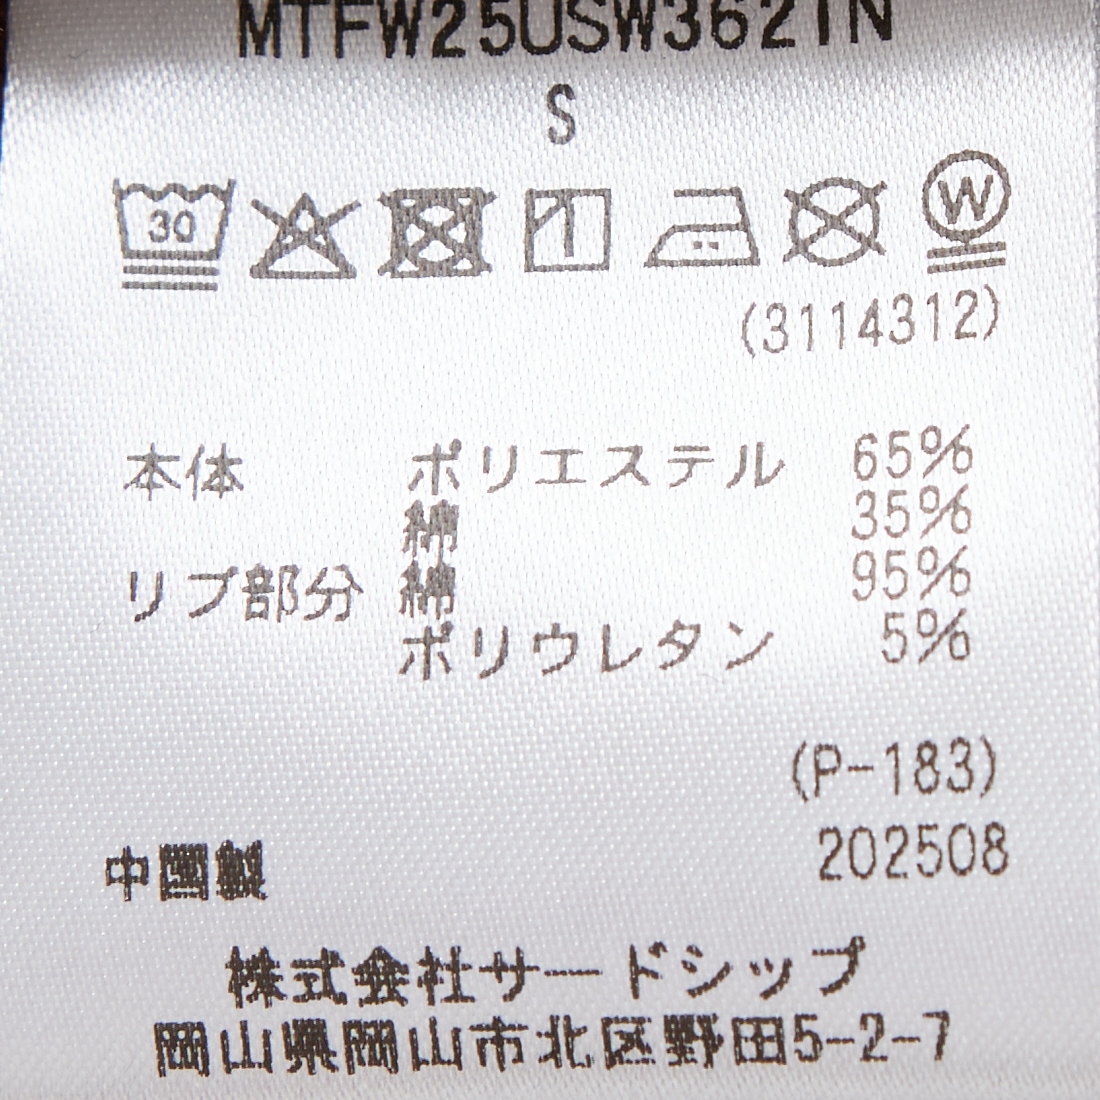 MTFW25USW3621N
S
30 W
(3114312)
本体 ポリエステル 65%
綿 35%
リブ部分 綿 95%
ポリウレタン 5%
(P-183)
202508
中国製
株式会社サードシップ
岡山県岡山市北区野田5-2-7